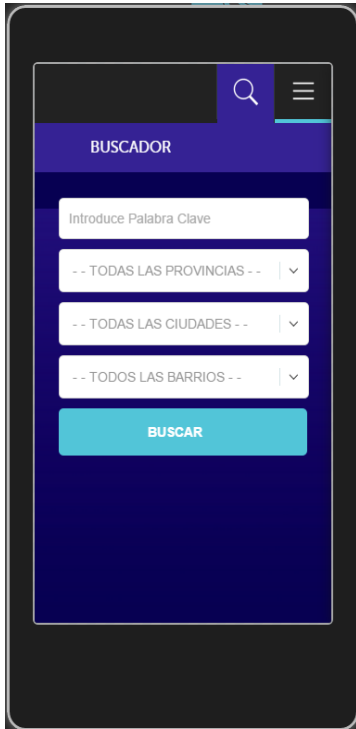 BUSCADOR
Introduce Palabra Clave
- - TODAS LAS PROVINCIAS - -
- - TODAS LAS CIUDADES - -
- - TODOS LAS BARRIOS - -
BUSCAR